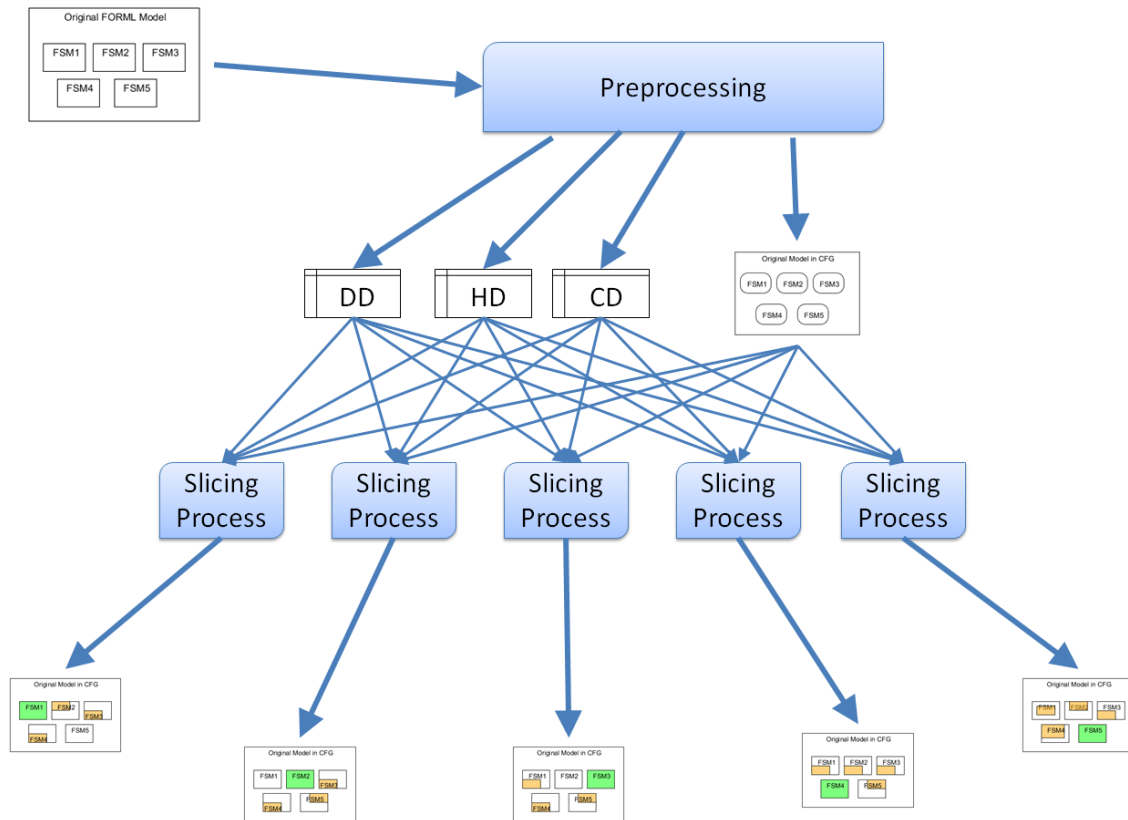 Original FORML Model
FSM1 FSM2 FSM3
FSM4 FSM5
Preprocessing
Original Model in CFG
FSM1 FSM2 FSM3
FSM4 FSM5
DD HD CD
Slicing
Process
Slicing
Process
Slicing
Process
Slicing
Process
Slicing
Process
Original Model in CFG
FSM1 FSM2 FSM3
FSM4 FSM5
Original Model in CFG
FSM1 FSM2 FSM3
FSM4 FSM5
Original Model in CFG
FSM1 FSM2 FSM3
FSM4 FSM5
Original Model in CFG
FSM1 FSM2 FSM3
FSM4 FSM5
Original Model in CFG
FSM1 FSM2 FSM3
FSM4 FSM5